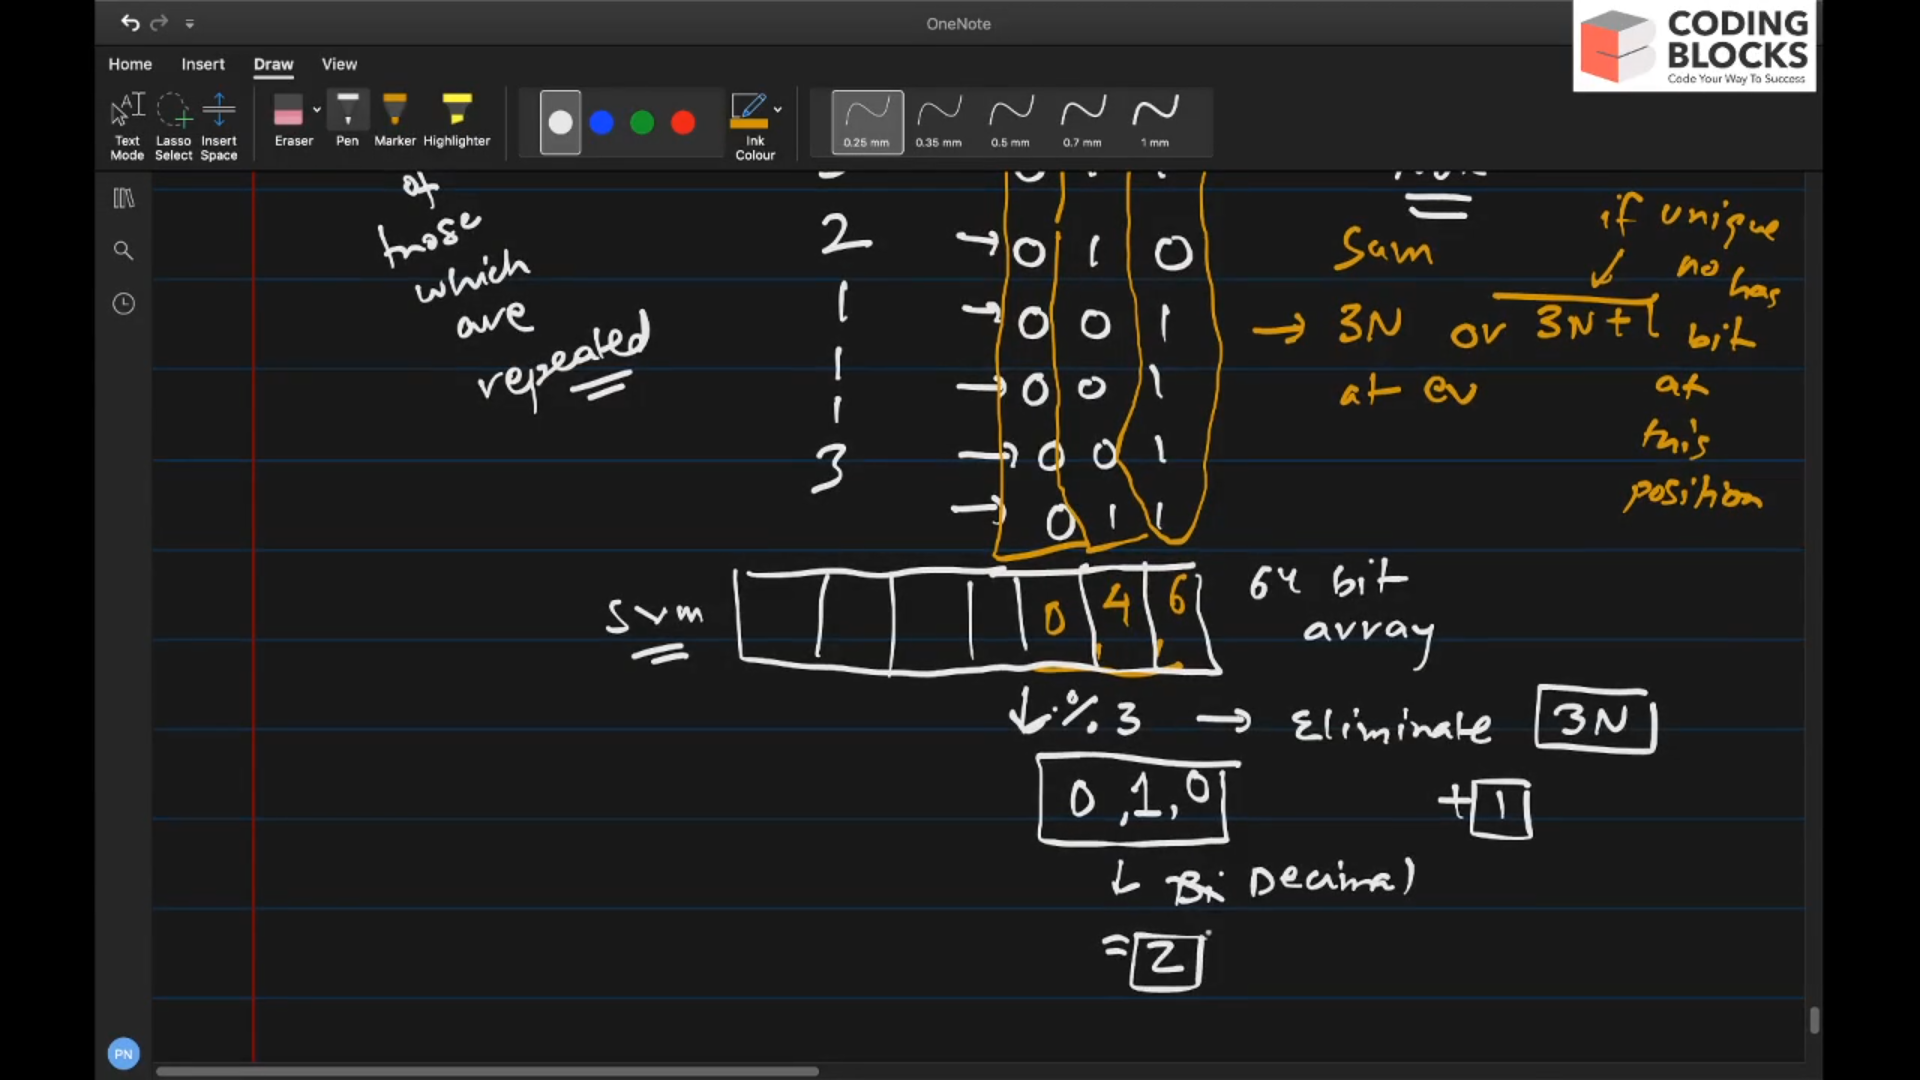 OneNote
CODING
BLOCKS
Code Your Way To Success
Home Insert Draw View
Text Mode Lasso Select Insert Space Eraser Pen Marker Highlighter Ink Colour 0.25 mm 0.35 mm 0.5 mm 0.7 mm 1 mm
of
those
which
are
repeated
2 → 0 1 0
1 → 0 0 1
1 → 0 0 1
1 → 0 0 1
3 → 0 1 1
Sum
→ 3N or 3N+1
at ev
if unique
no has
bit
at
this
position
Sum
0 4 6
64 bit
array
↓ % 3 → Eliminate 3N
0, 1, 0 + 1
↓ Bi Decimal
= 2
PN